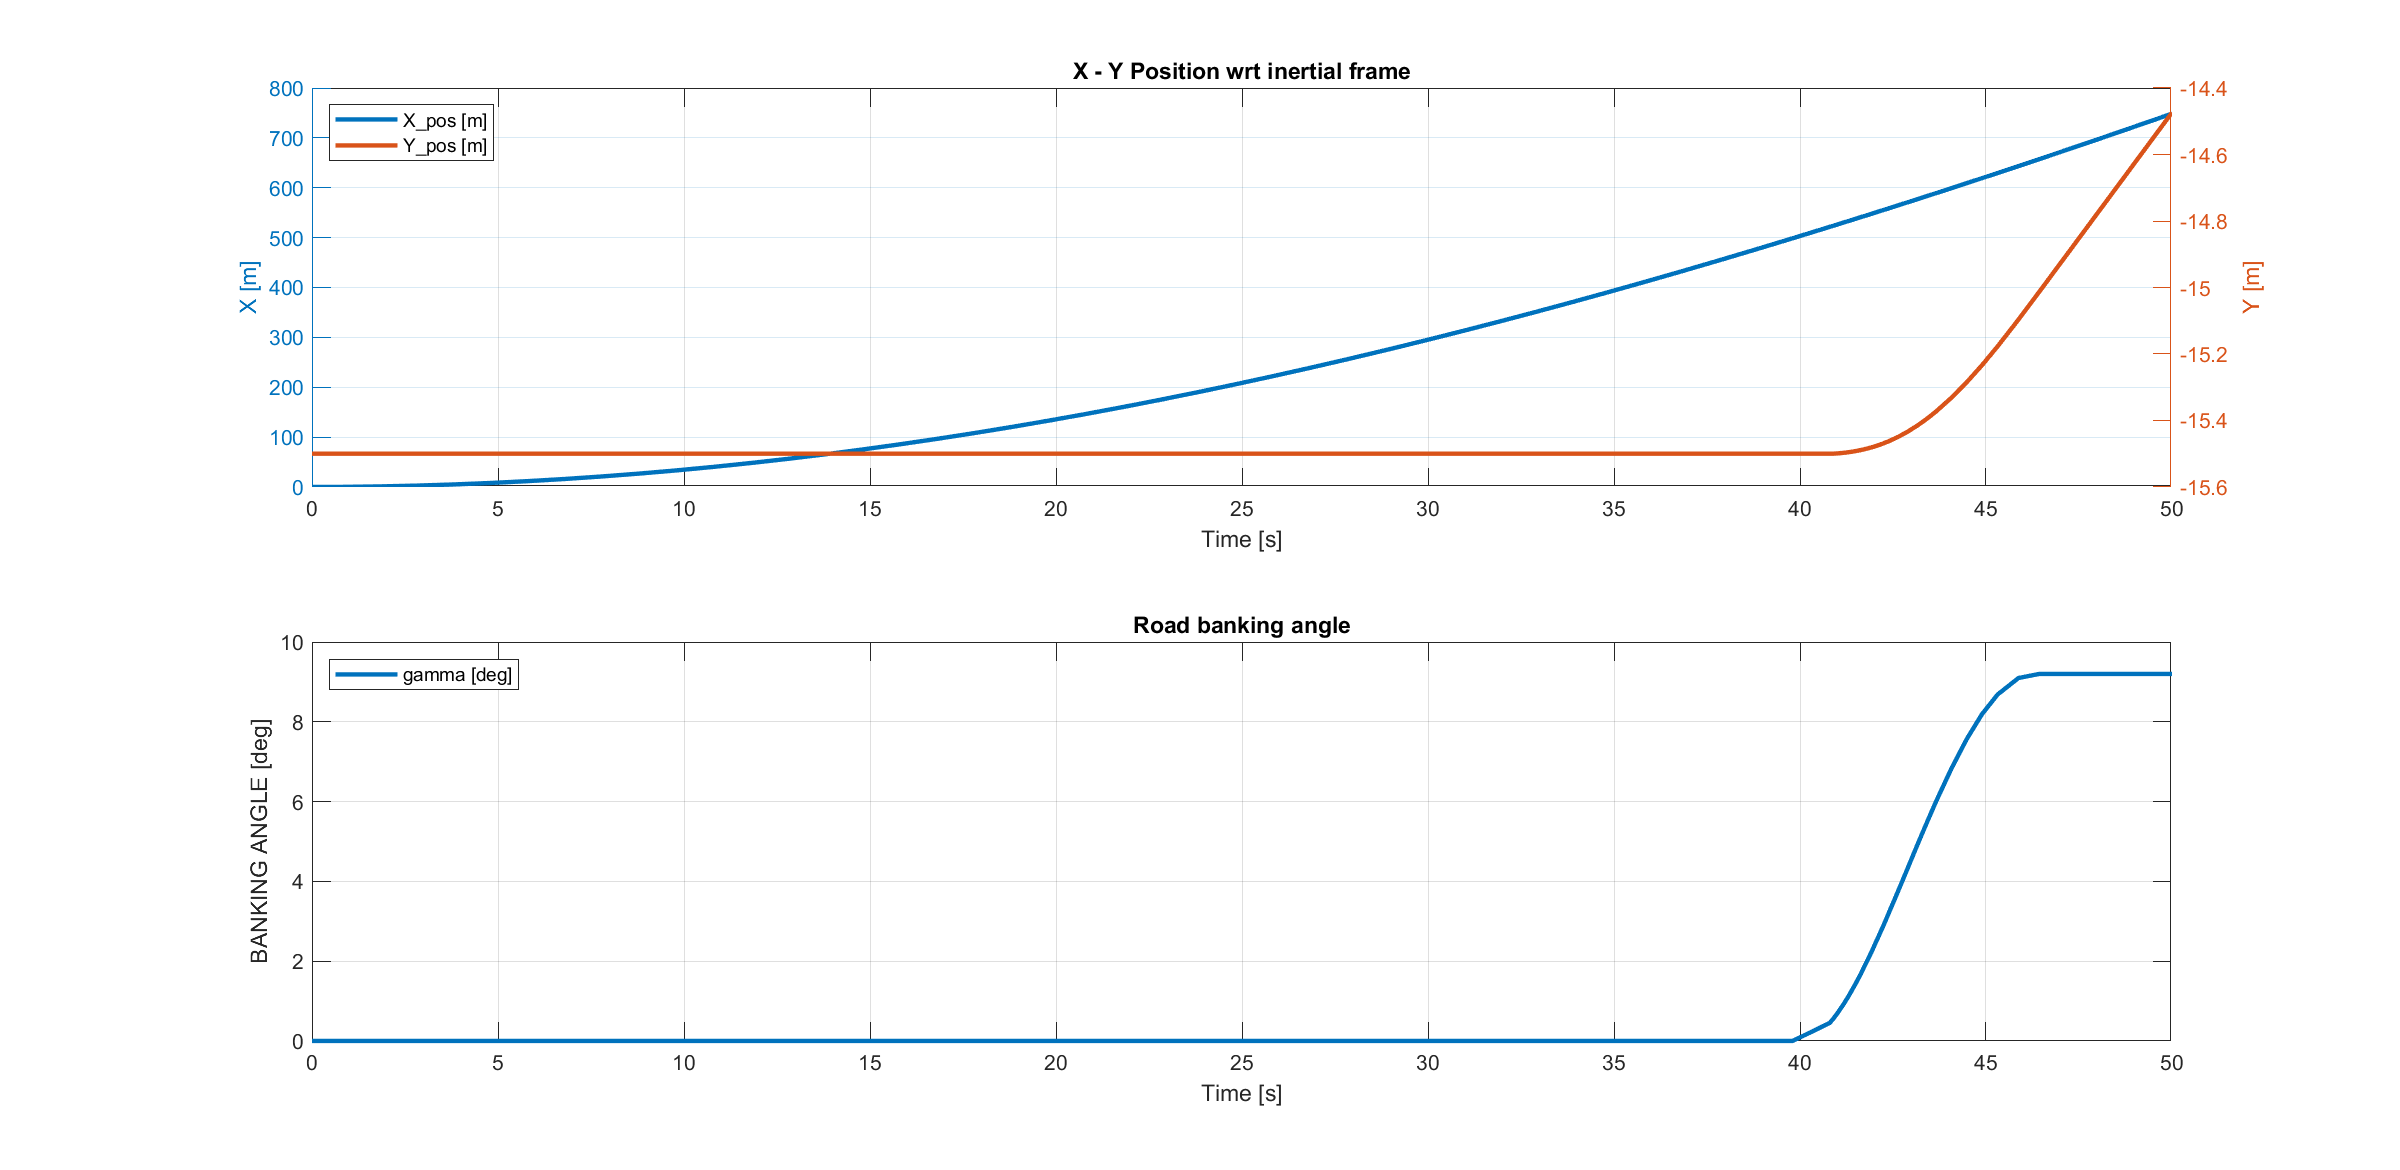 X - Y Position wrt inertial frame
800
700
600
500
400
300
200
100
0
X [m]
X_pos [m]
Y_pos [m]
-14.4
-14.6
-14.8
-15
-15.2
-15.4
-15.6
Y [m]
0 5 10 15 20 25 30 35 40 45 50
Time [s]
Road banking angle
10
8
6
4
2
0
BANKING ANGLE [deg]
gamma [deg]
0 5 10 15 20 25 30 35 40 45 50
Time [s]